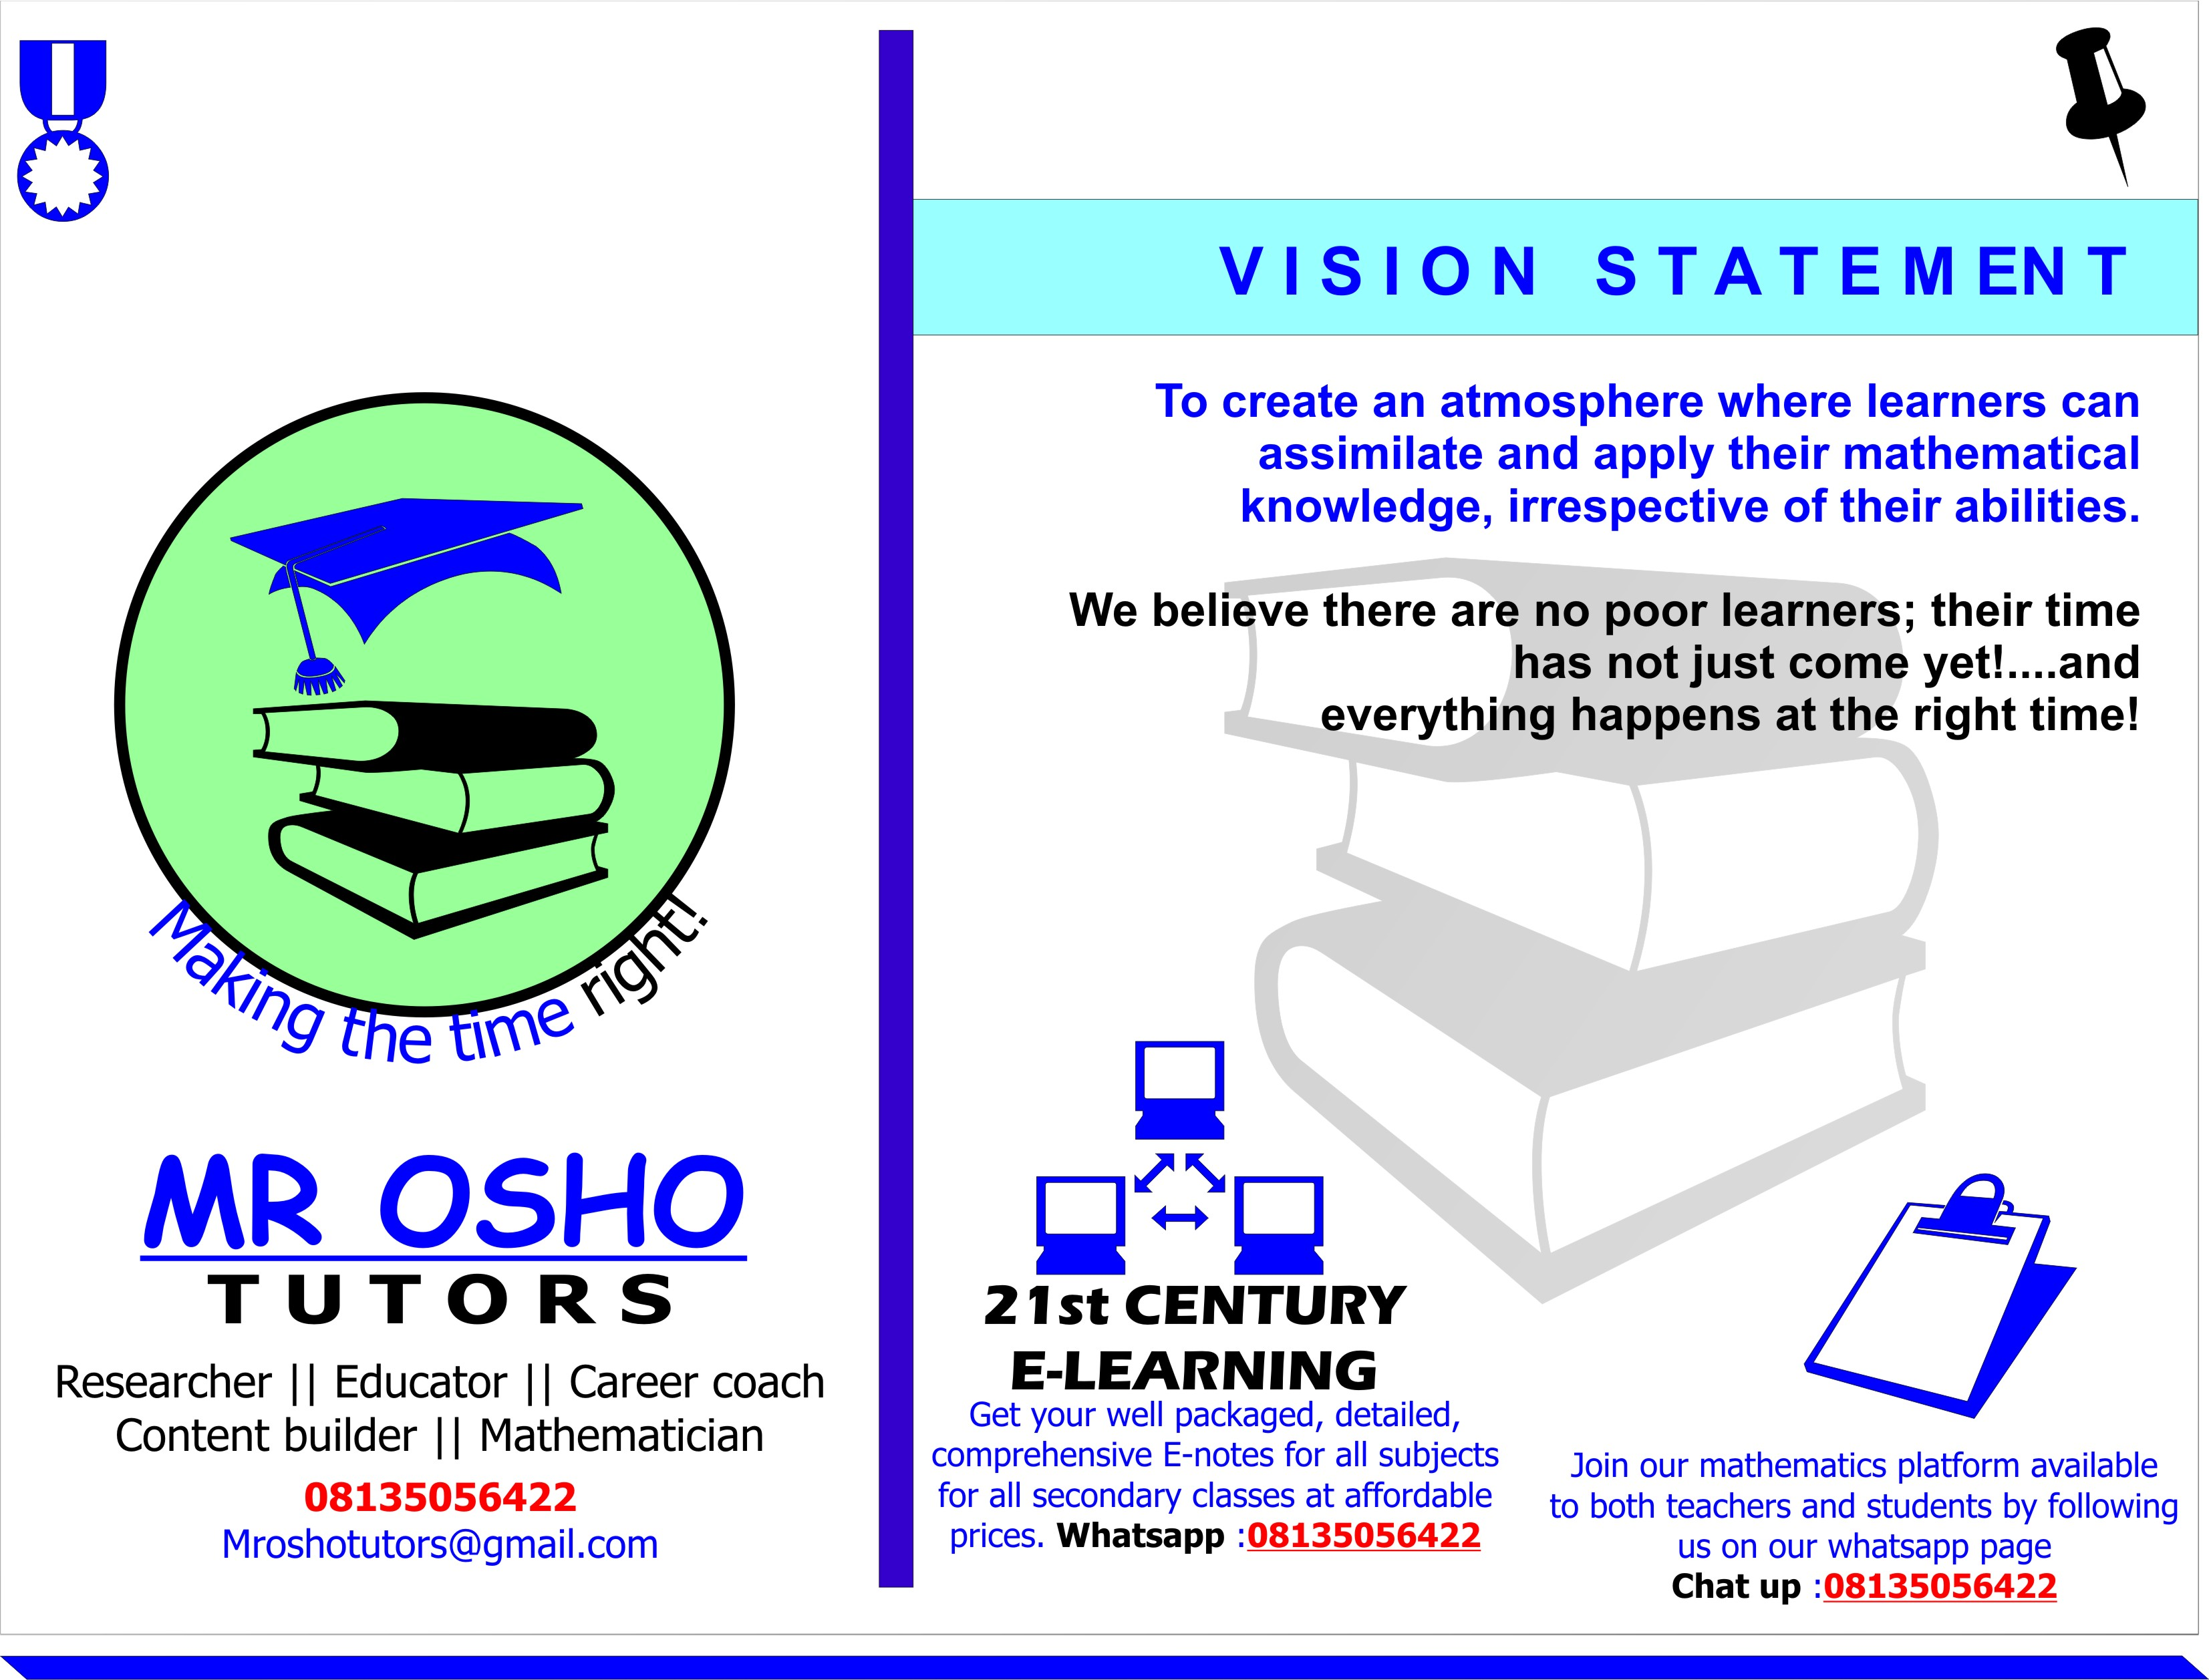 Making the time right!
MR OSHO
TUTORS
Researcher || Educator || Career coach
Content builder || Mathematician
08135056422
Mroshotutors@gmail.com
VISION STATEMENT
To create an atmosphere where learners can
assimilate and apply their mathematical
knowledge, irrespective of their abilities.
We believe there are no poor learners; their time
has not just come yet!....and
everything happens at the right time!
21st CENTURY
E-LEARNING
Get your well packaged, detailed,
comprehensive E-notes for all subjects
for all secondary classes at affordable
prices. Whatsapp :08135056422
Join our mathematics platform available
to both teachers and students by following
us on our whatsapp page
Chat up :08135056422